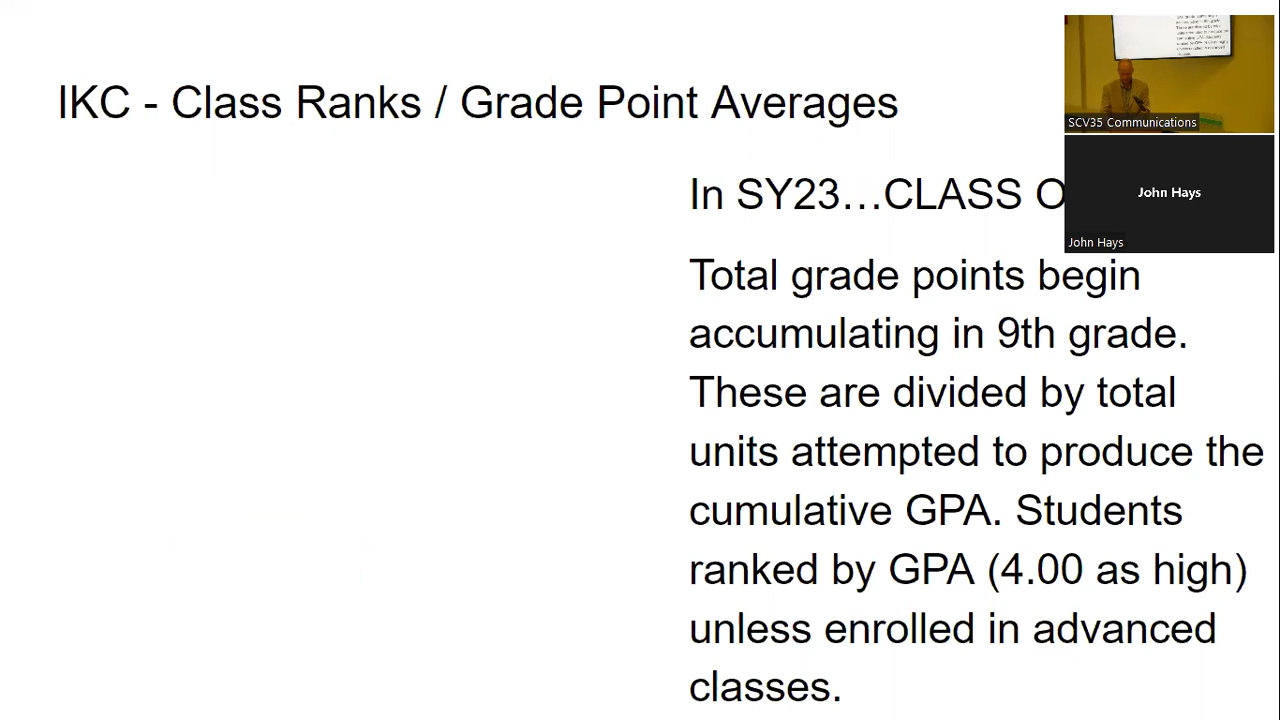 IKC - Class Ranks / Grade Point Averages
In SY23…CLASS O
Total grade points begin
accumulating in 9th grade.
These are divided by total
units attempted to produce the
cumulative GPA. Students
ranked by GPA (4.00 as high)
unless enrolled in advanced
classes.
SCV35 Communications
John Hays
John Hays